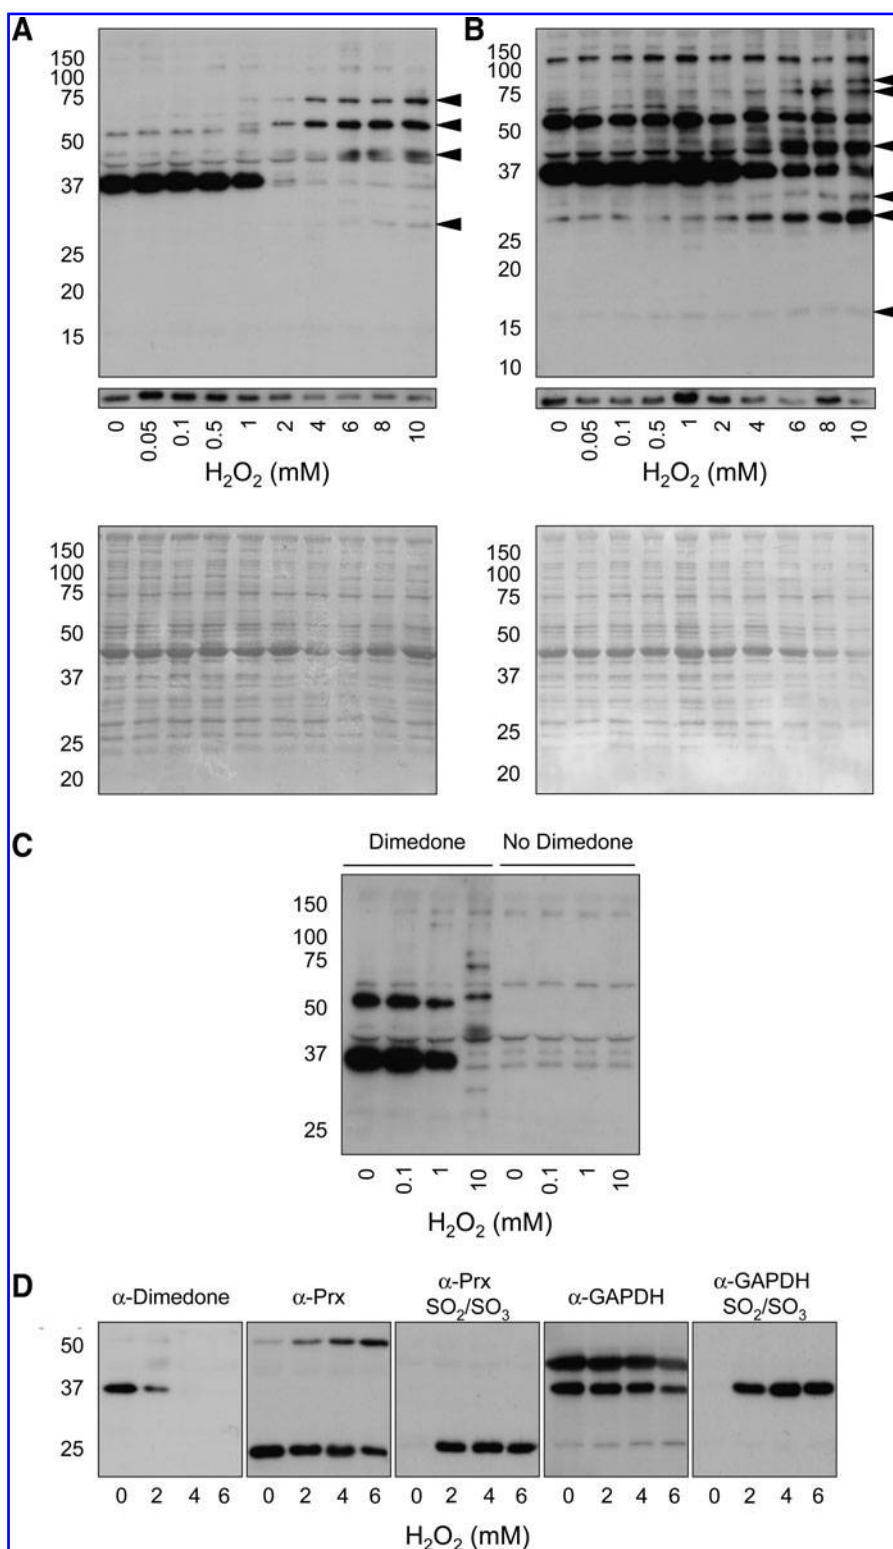 A
B
150
100
75
50
37
25
20
15
150
100
75
50
37
25
20
15
10
0 0.05 0.1 0.5 1 2 4 6 8 10
0 0.05 0.1 0.5 1 2 4 6 8 10
H₂O₂ (mM)
H₂O₂ (mM)
150
100
75
50
37
25
20
150
100
75
50
37
25
20
C
Dimedone No Dimedone
150
100
75
50
37
25
0 0.1 1 10 0 0.1 1 10
H₂O₂ (mM)
D
α-Dimedone
α-Prx
α-Prx
SO₂/SO₃
α-GAPDH
α-GAPDH
SO₂/SO₃
50
37
25
0 2 4 6 0 2 4 6 0 2 4 6 0 2 4 6 0 2 4 6
H₂O₂ (mM)